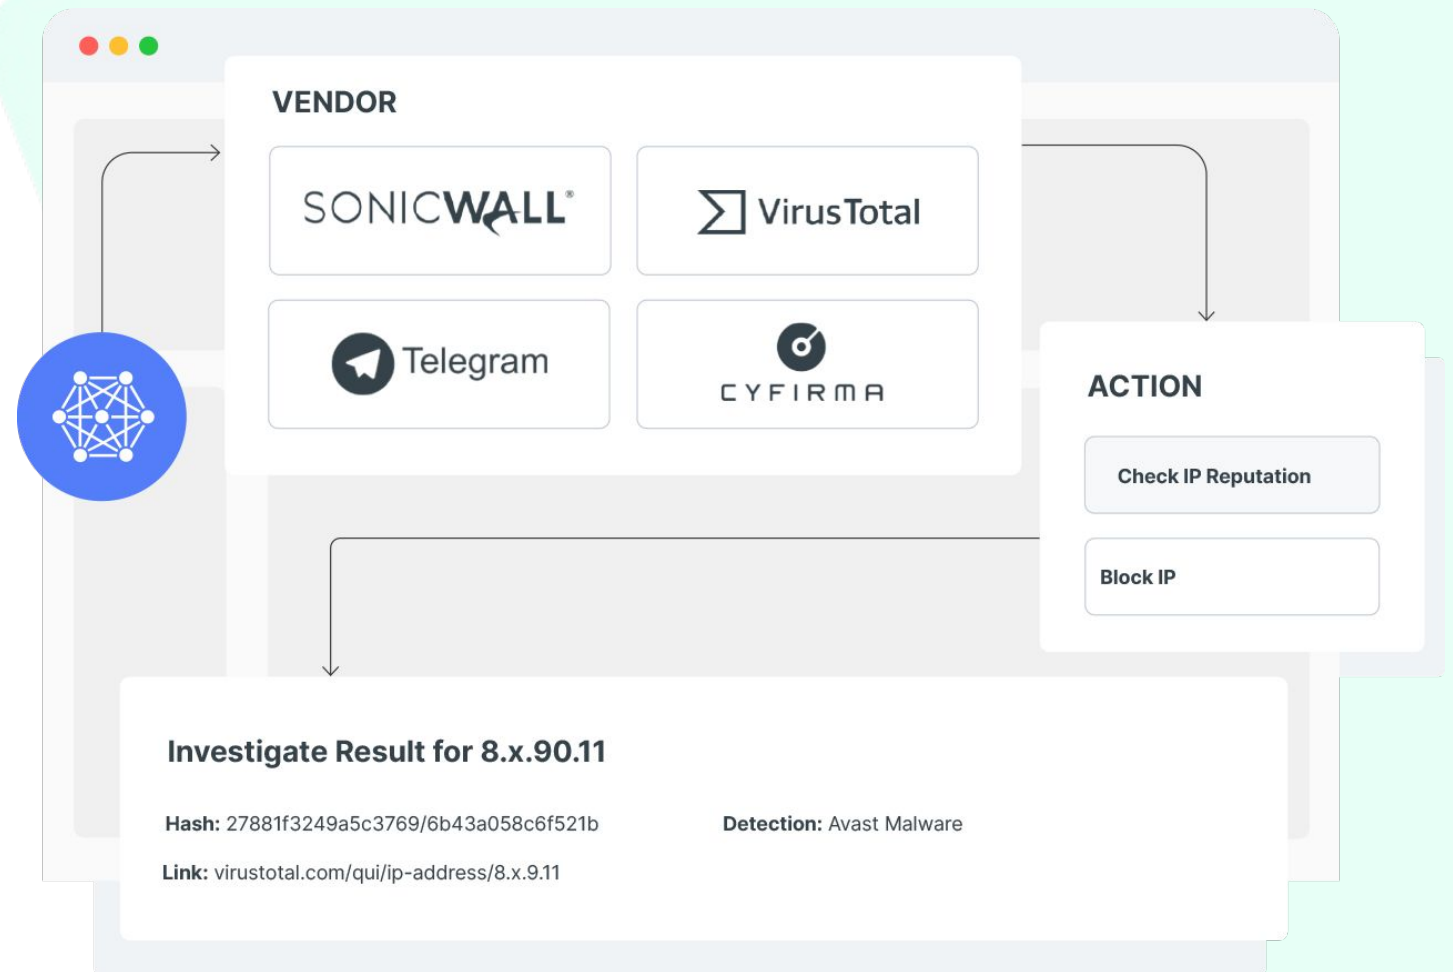 VENDOR
SONICWALL®
VirusTotal
Telegram
CYFIRMA
ACTION
Check IP Reputation
Block IP
Investigate Result for 8.x.90.11
Hash: 27881f3249a5c3769/6b43a058c6f521b
Detection: Avast Malware
Link: virustotal.com/qui/ip-address/8.x.9.11